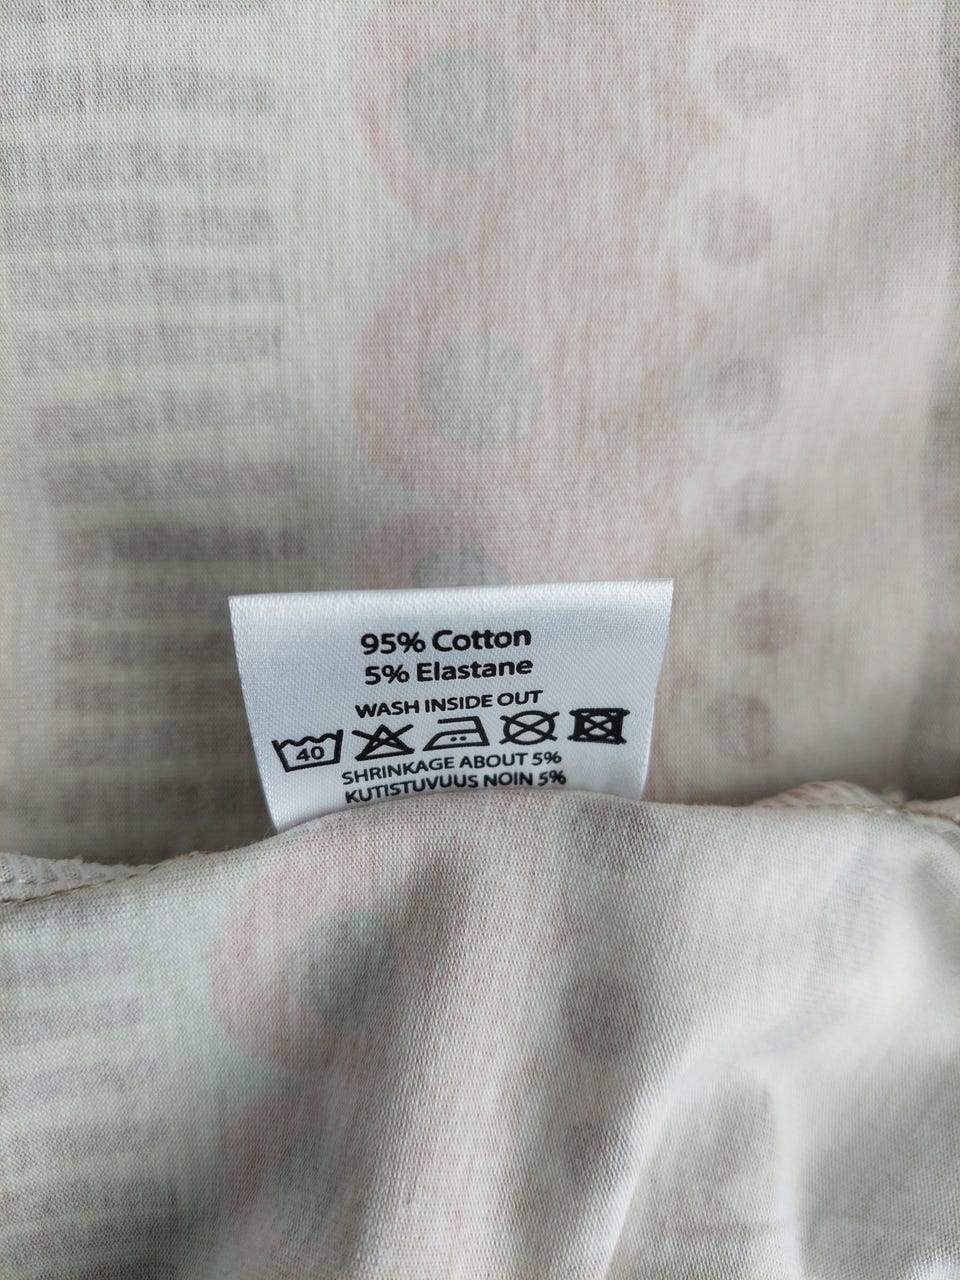 95% Cotton
5% Elastane
WASH INSIDE OUT
40
SHRINKAGE ABOUT 5%
KUTISTUVUUS NOIN 5%